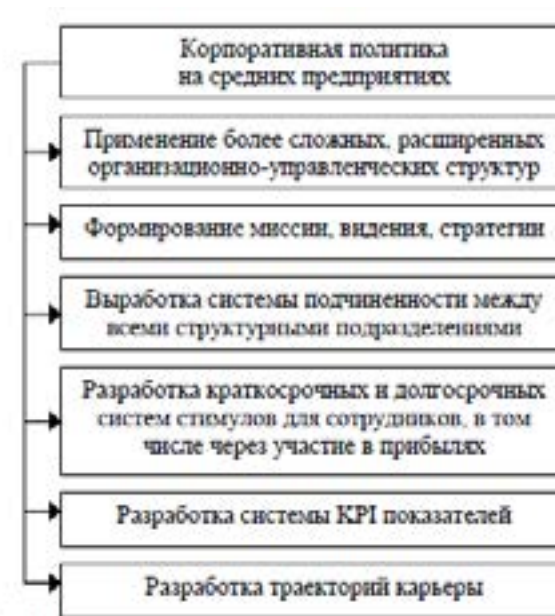 Корпоративная политика
на средних предприятиях
Применение более сложных, расширенных
организационно-управленческих структур
Формирование миссии, видения, стратегии
Выработка системы подчиненности между
всеми структурными подразделениями
Разработка краткосрочных и долгосрочных
систем стимулов для сотрудников, в том
числе через участие в прибылях
Разработка системы KPI показателей
Разработка траекторий карьеры